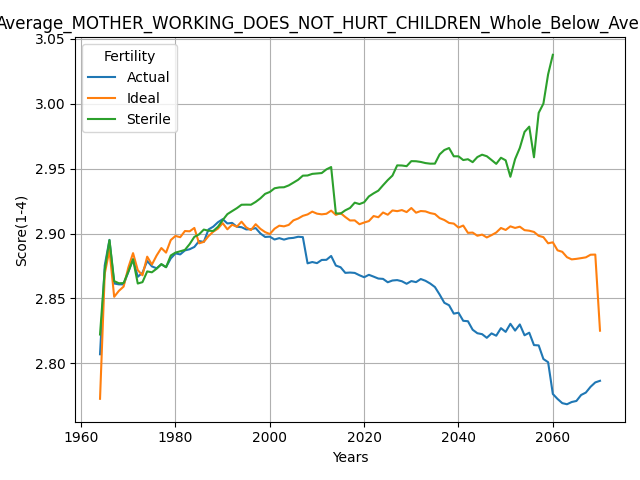 Average_MOTHER_WORKING_DOES_NOT_HURT_CHILDREN_Whole_Below_Ave
Fertility
Actual
Ideal
Sterile
Score(1-4)
3.05
3.00
2.95
2.90
2.85
2.80
1960
1980
2000
2020
2040
2060
Years